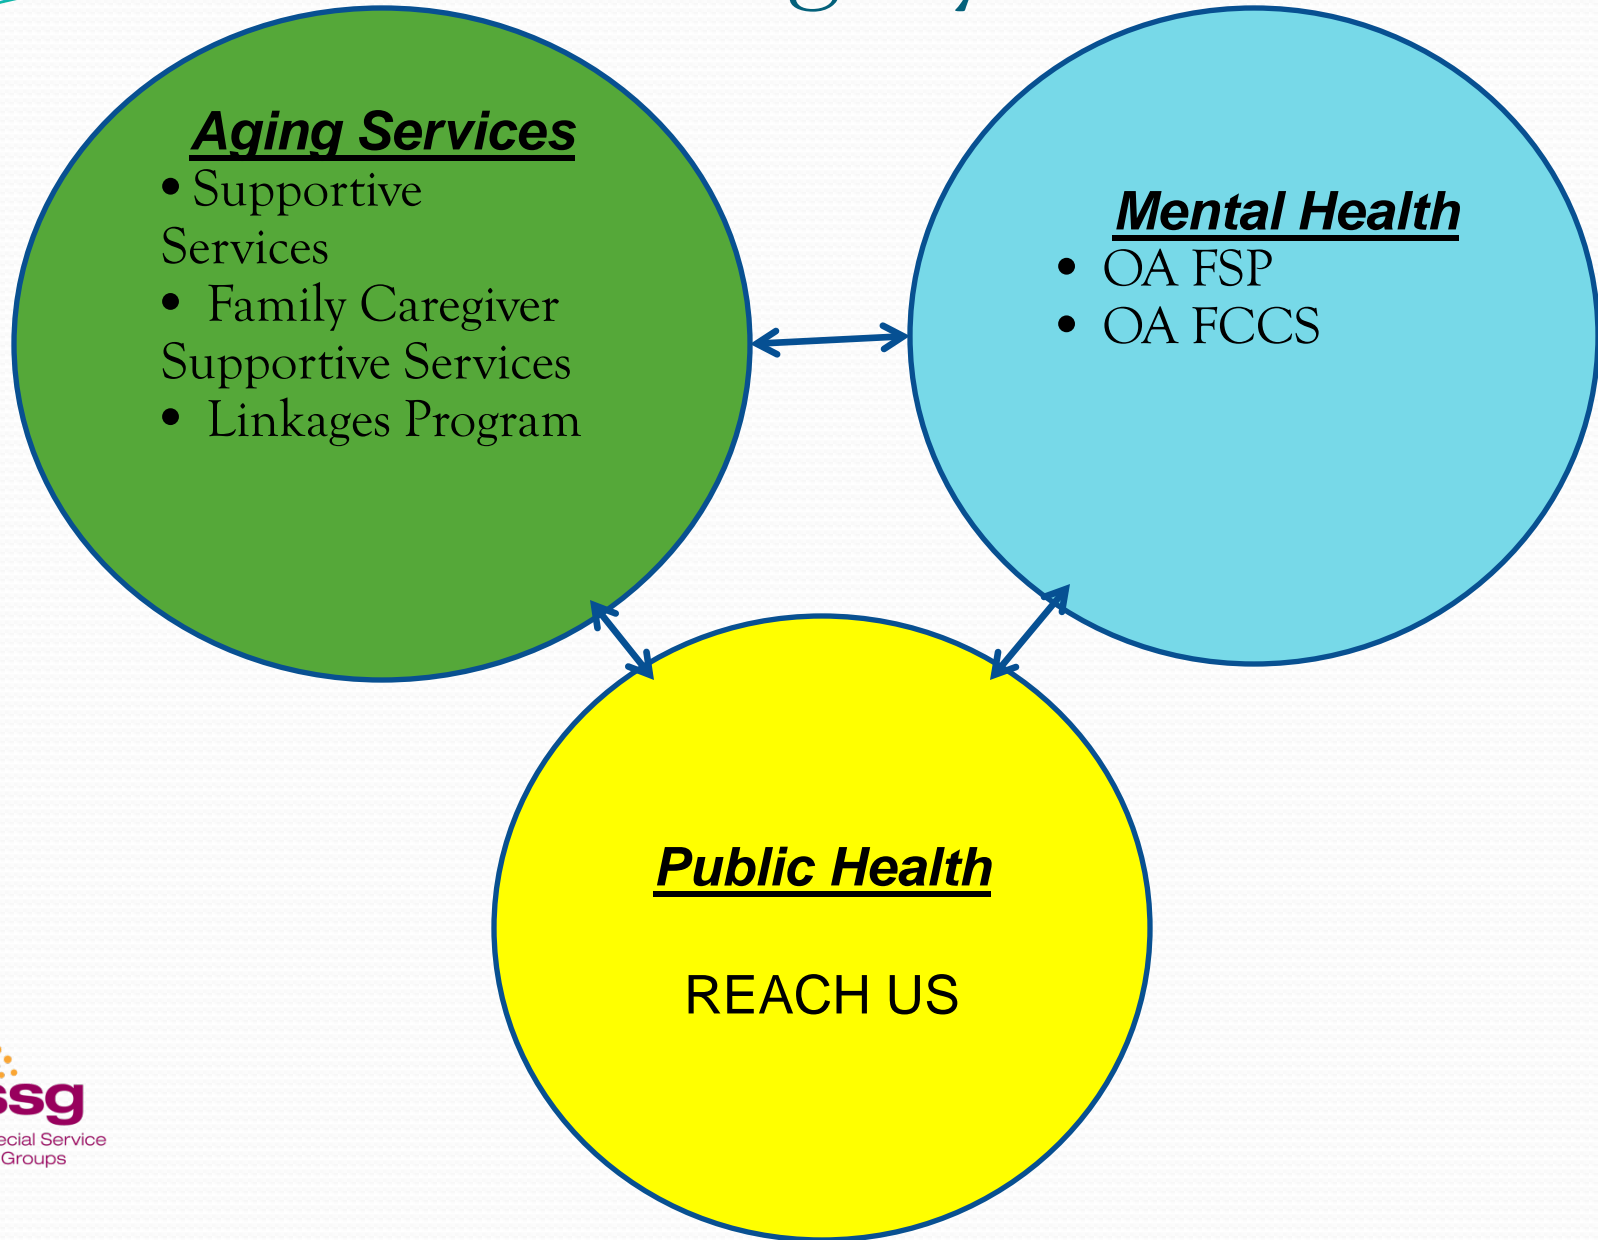 Aging Services
• Supportive
Services
• Family Caregiver
Supportive Services
• Linkages Program
Mental Health
• OA FSP
• OA FCCS
Public Health
REACH US
ssg
ecial Service
Groups